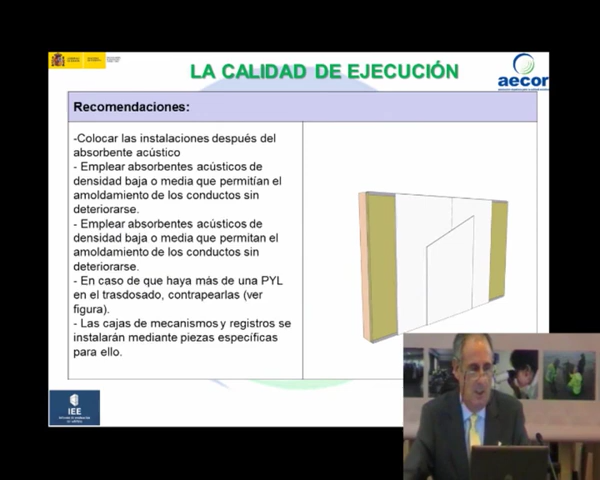 LA CALIDAD DE EJECUCIÓN
aecor
Recomendaciones:
-Colocar las instalaciones después del
absorbente acústico
- Emplear absorbentes acústicos de
densidad baja o media que permitían el
amoldamiento de los conductos sin
deteriorarse.
- Emplear absorbentes acústicos de
densidad baja o media que permitan el
amoldamiento de los conductos sin
deteriorarse.
- En caso de que haya más de una PYL
en el trasdosado, contrapearlas (ver
figura).
- Las cajas de mecanismos y registros se
instalarán mediante piezas específicas
para ello.
IEE